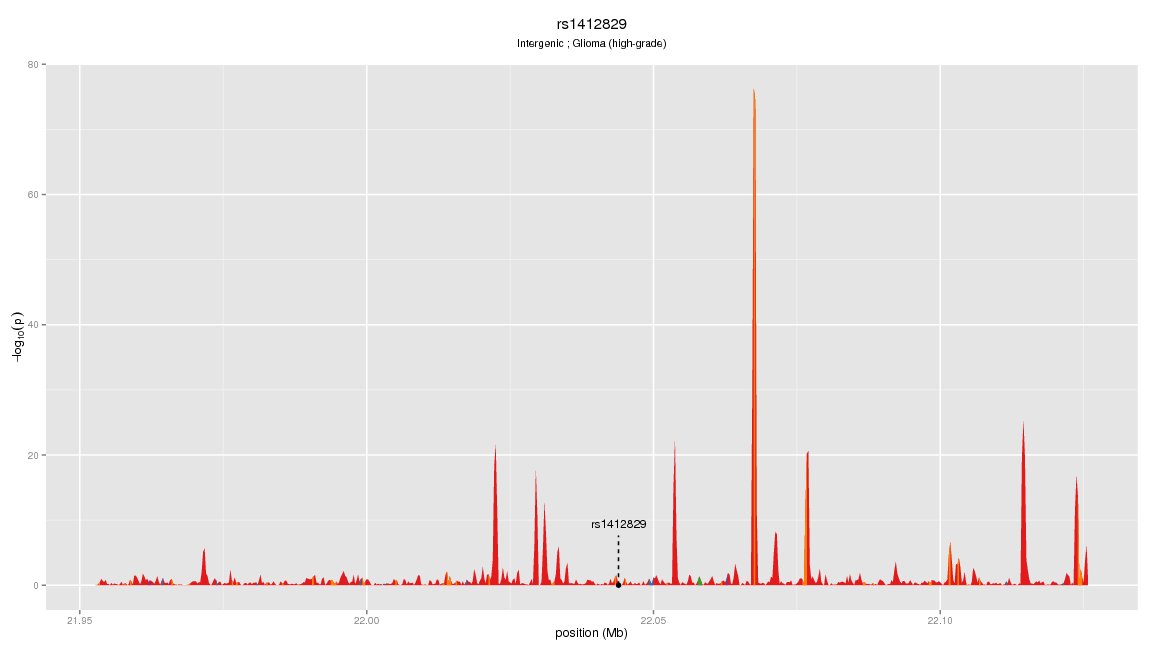 rs1412829
Intergenic ; Glioma (high-grade)
80
60
40
20
0
−log10(p)
rs1412829
21.95
22.00
22.05
22.10
position (Mb)